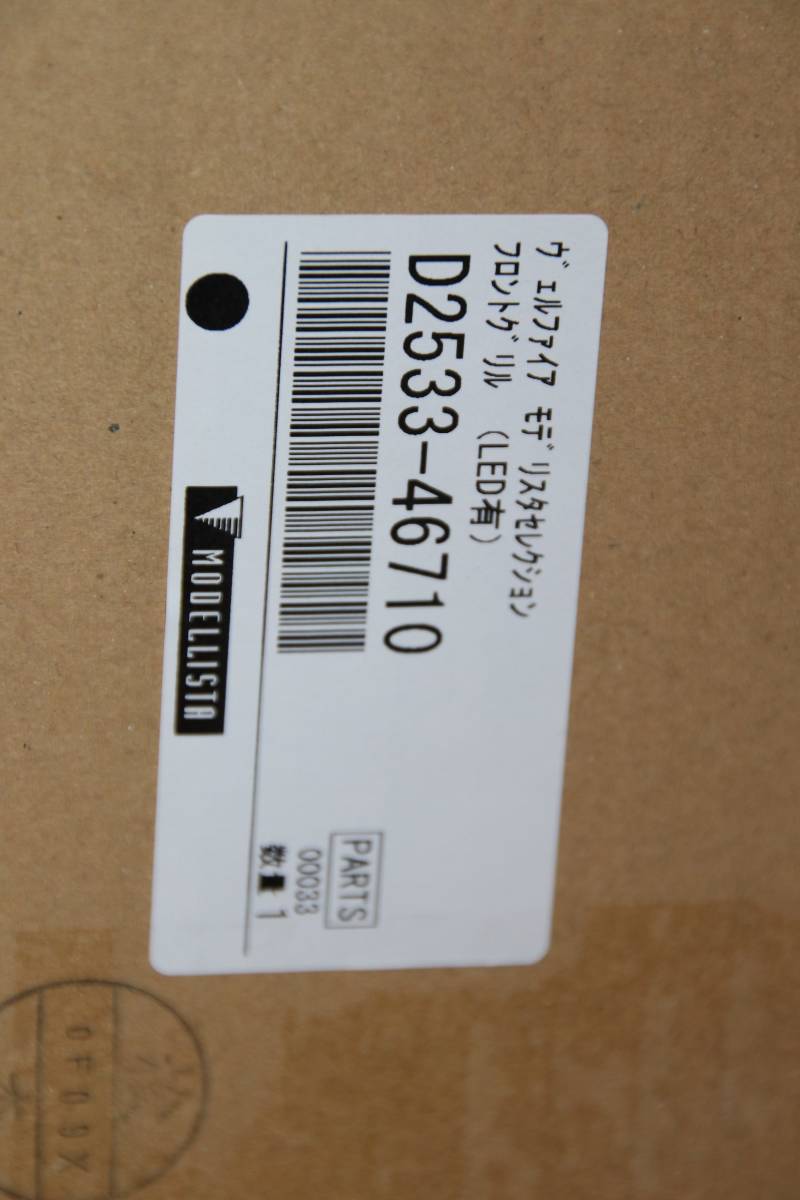 ヴェルファイア モデリスタセレクション
フロントグリル （LED有）
D2533-46710
PARTS
00033
数量 1
MODELLISTA